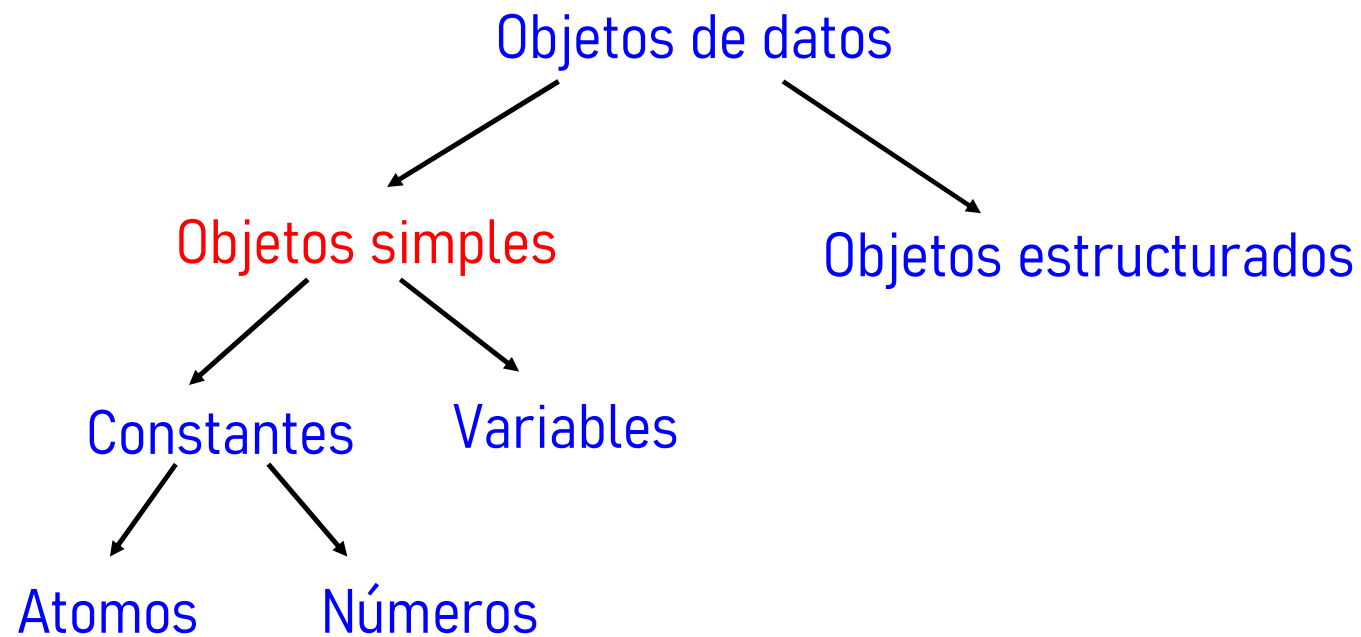 Objetos de datos
Objetos simples
Objetos estructurados
Constantes
Variables
Atomos
Números